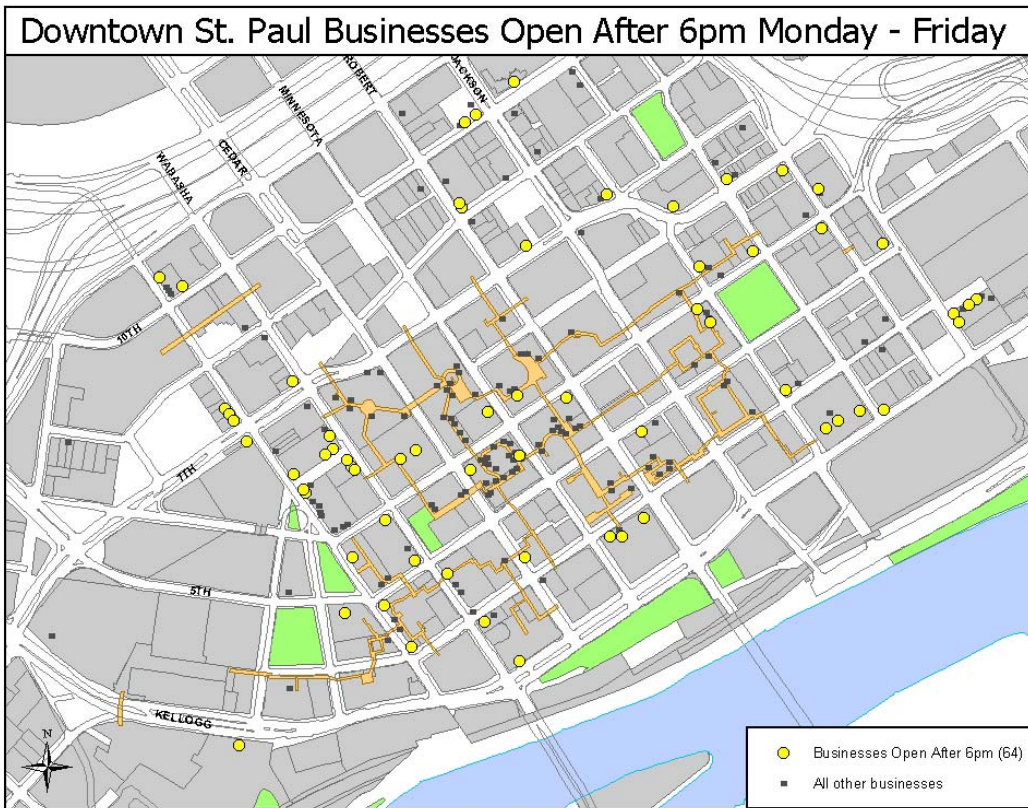 Downtown St. Paul Businesses Open After 6pm Monday - Friday
JACKSON
ROBERT
MINNESOTA
CEDAR
WABASHA
10TH
7TH
5TH
KELLOGG
N
Businesses Open After 6pm (64)
All other businesses